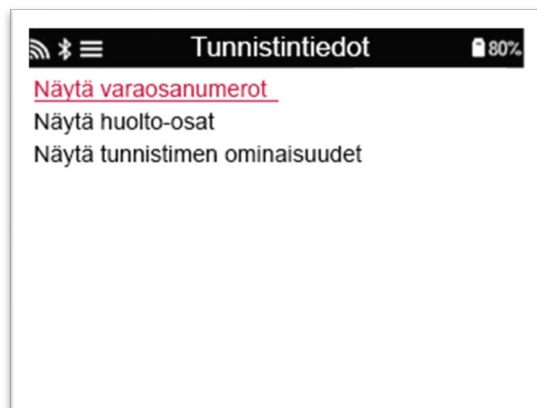 Tunnistintiedot 80%
Näytä varaosanumerot
Näytä huolto-osat
Näytä tunnistimen ominaisuudet